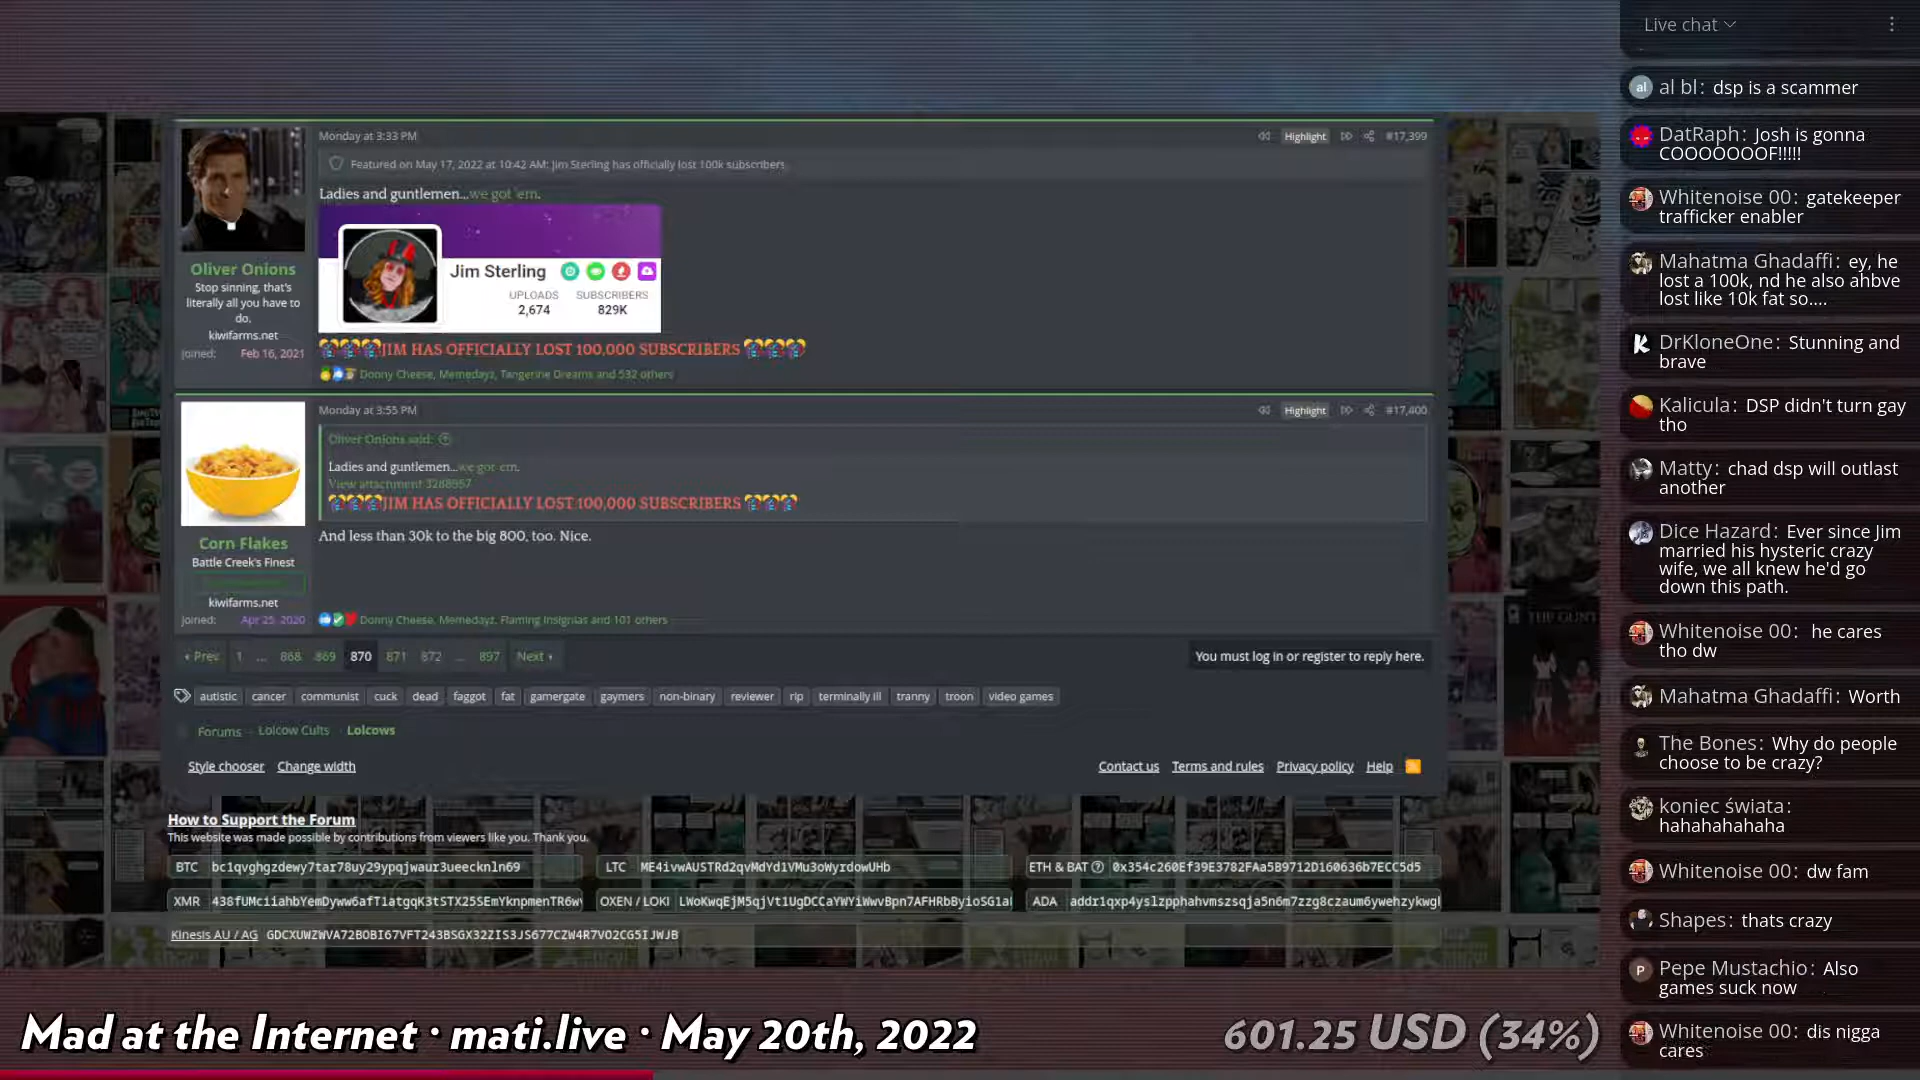 Live chat
Monday at 3:33 PM
Highlight
#17,399
Featured on May 17, 2022 at 10:42 AM: Jim Sterling has officially lost 100k subscribers
Ladies and guntlemen...we got 'em.
Jim Sterling
UPLOADS
SUBSCRIBERS
2,674
829K
JIM HAS OFFICIALLY LOST 100,000 SUBSCRIBERS
Donny Cheese, Memedayz, Tangerine Dreams and 532 others
Oliver Onions
Stop sinning, that's
literally all you have to
do.
kiwifarms.net
Joined: Feb 16, 2021
Monday at 3:55 PM
Highlight
#17,400
Oliver Onions said:
Ladies and guntlemen...we got 'em.
View attachment 3288957
JIM HAS OFFICIALLY LOST 100,000 SUBSCRIBERS
And less than 30k to the big 800, too. Nice.
Corn Flakes
Battle Creek's Finest
kiwifarms.net
Joined: Apr 25, 2020
Donny Cheese, Memedayz, Flaming Insignias and 101 others
Prev 1 ... 868 869 870 871 872 ... 897 Next
You must log in or register to reply here.
autistic cancer communist cuck dead faggot fat gamergate gaymers non-binary reviewer rip terminally ill tranny troon video games
Forums Lolcow Cults Lolcows
Style chooser Change width
Contact us Terms and rules Privacy policy Help
How to Support the Forum
This website was made possible by contributions from viewers like you. Thank you.
BTC bc1qvghgzdewy7tar78uy29ypqjwaur3ueecknln69
LTC ME4ivwAUSTRd2qvMdYd1VMu3oWyrdowUHb
ETH & BAT 0x354c260Ef39E3782FAa5B9712D160636b7ECC5d5
XMR 438fUMciiahbYemDyww6afT1atgqK3tSTX25SEmYknpmenTR6w
OXEN / LOKI LWoKwqEjM5qjVt1UgDCCaYWYiWwvBpn7AFHRbByioSG1a
ADA addr1qxp4yslzpphahvmszsqja5n6m7zzg8czaum6ywehzykwg
Kinesis AU / AG GDCXUWZWVA72BOBI67VFT243BSGX32ZIS3JS677CZW4R7VO2CG5IJWJB
Mad at the Internet · mati.live · May 20th, 2022
601.25 USD (34%)
al bl: dsp is a scammer
DatRaph: Josh is gonna
COOOOOOOF!!!!!
Whitenoise 00: gatekeeper
trafficker enabler
Mahatma Ghadaffi: ey, he
lost a 100k, nd he also ahbve
lost like 10k fat so....
DrKloneOne: Stunning and
brave
Kalicula: DSP didn't turn gay
tho
Matty: chad dsp will outlast
another
Dice Hazard: Ever since Jim
married his hysteric crazy
wife, we all knew he'd go
down this path.
Whitenoise 00: he cares
tho dw
Mahatma Ghadaffi: Worth
The Bones: Why do people
choose to be crazy?
koniec świata:
hahahahahaha
Whitenoise 00: dw fam
Shapes: thats crazy
Pepe Mustachio: Also
games suck now
Whitenoise 00: dis nigga
cares